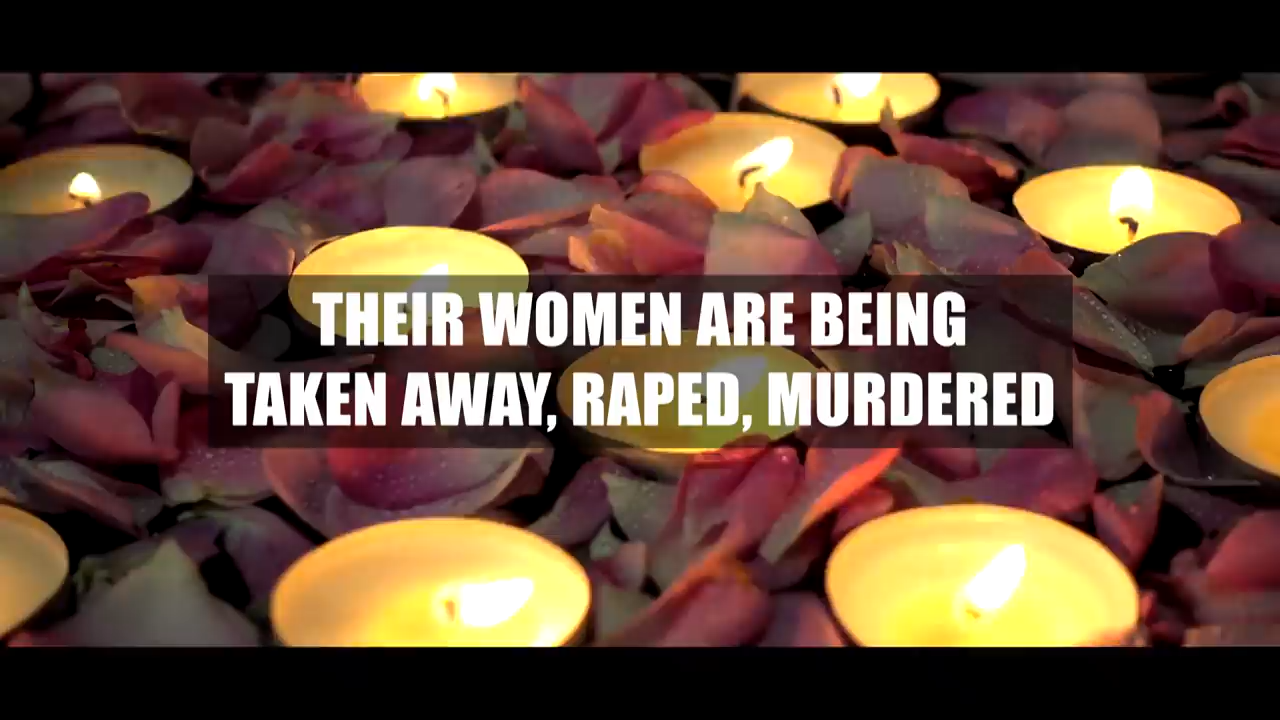 THEIR WOMEN ARE BEING
TAKEN AWAY, RAPED, MURDERED